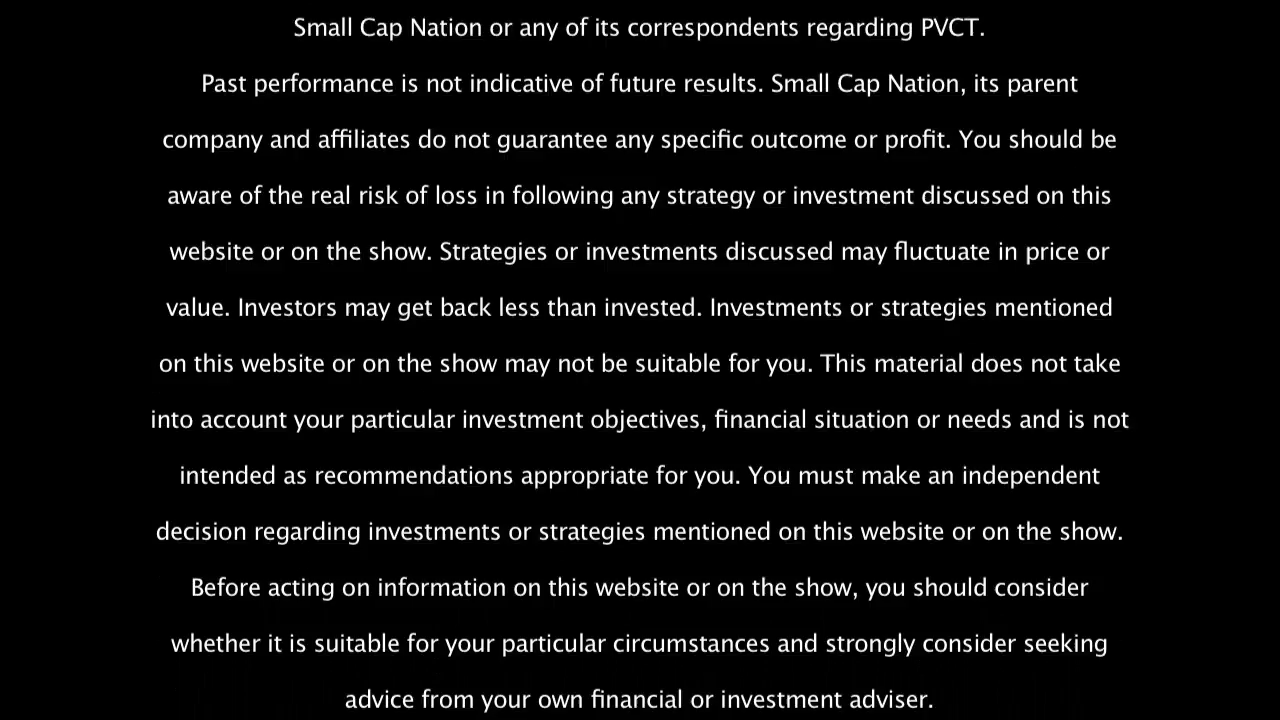 Small Cap Nation or any of its correspondents regarding PVCT.
Past performance is not indicative of future results. Small Cap Nation, its parent
company and affiliates do not guarantee any specific outcome or profit. You should be
aware of the real risk of loss in following any strategy or investment discussed on this
website or on the show. Strategies or investments discussed may fluctuate in price or
value. Investors may get back less than invested. Investments or strategies mentioned
on this website or on the show may not be suitable for you. This material does not take
into account your particular investment objectives, financial situation or needs and is not
intended as recommendations appropriate for you. You must make an independent
decision regarding investments or strategies mentioned on this website or on the show.
Before acting on information on this website or on the show, you should consider
whether it is suitable for your particular circumstances and strongly consider seeking
advice from your own financial or investment adviser.